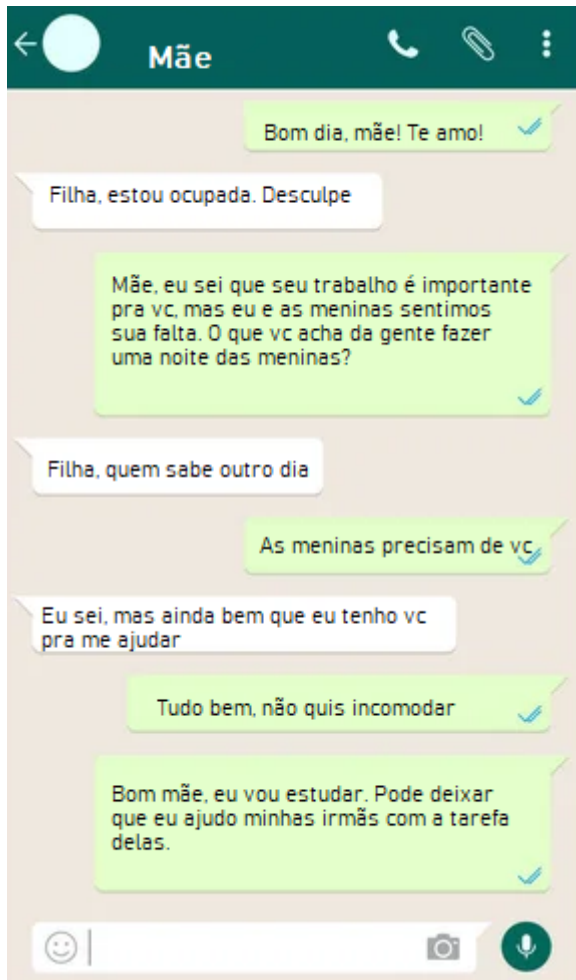 Mãe
Bom dia, mãe! Te amo!
Filha, estou ocupada. Desculpe
Mãe, eu sei que seu trabalho é importante
pra vc, mas eu e as meninas sentimos
sua falta. O que vc acha da gente fazer
uma noite das meninas?
Filha, quem sabe outro dia
As meninas precisam de vc
Eu sei, mas ainda bem que eu tenho vc
pra me ajudar
Tudo bem, não quis incomodar
Bom mãe, eu vou estudar. Pode deixar
que eu ajudo minhas irmãs com a tarefa
delas.